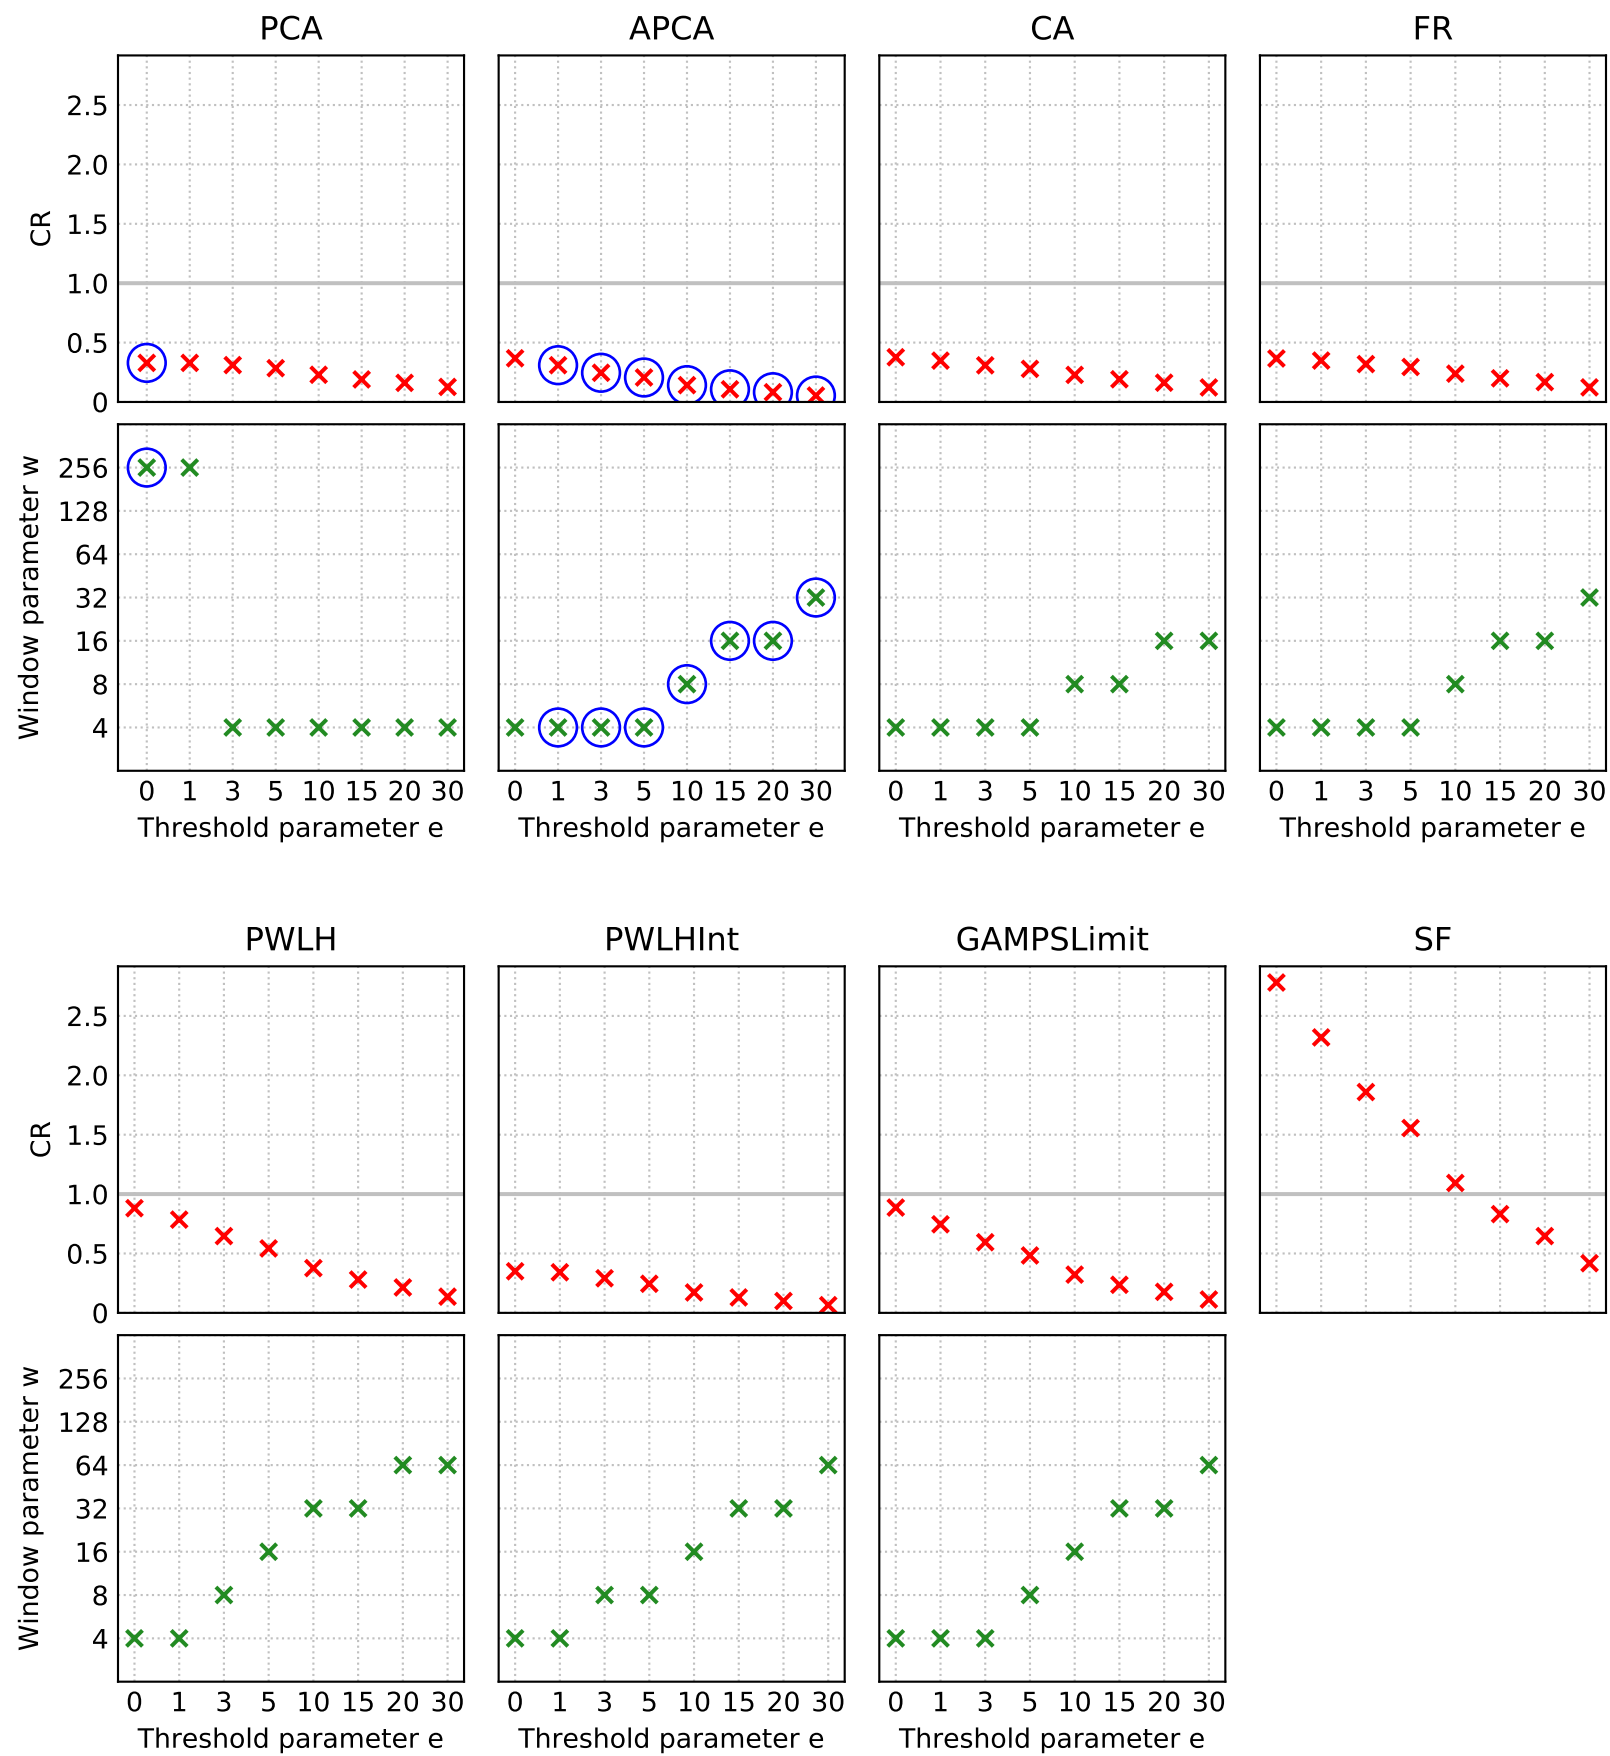 PCA APCA CA FR
CR
2.5
2.0
1.5
1.0
0.5
0
Window parameter w
256
128
64
32
16
8
4
0 1 3 5 10 15 20 30 0 1 3 5 10 15 20 30 0 1 3 5 10 15 20 30 0 1 3 5 10 15 20 30
Threshold parameter e Threshold parameter e Threshold parameter e Threshold parameter e
PWLH PWLHInt GAMPSLimit SF
CR
2.5
2.0
1.5
1.0
0.5
0
Window parameter w
256
128
64
32
16
8
4
0 1 3 5 10 15 20 30 0 1 3 5 10 15 20 30 0 1 3 5 10 15 20 30
Threshold parameter e Threshold parameter e Threshold parameter e